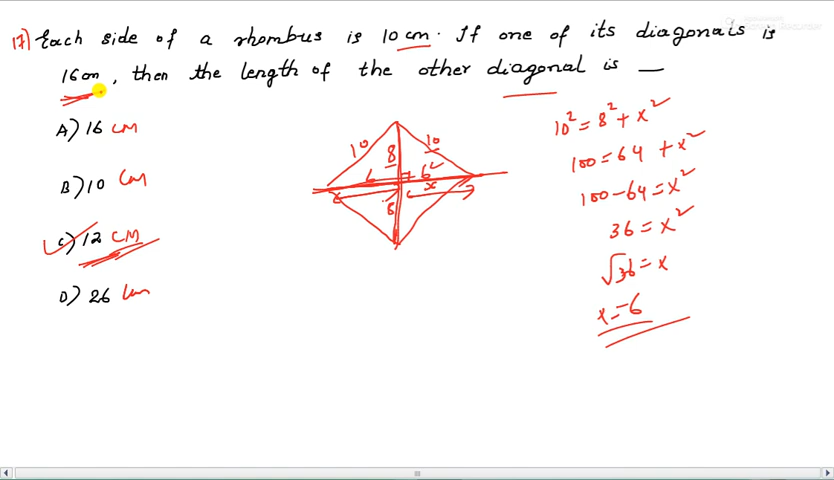 17) Each side of a rhombus is 10 cm. If one of its diagonals is
16 cm, then the length of the other diagonal is __
A) 16 cm
B) 10 cm
C) 12 cm
D) 26 cm
10
10
8
6
6
x
8
10² = 8² + x²
100 = 64 + x²
100 - 64 = x²
36 = x²
√36 = x
x = 6